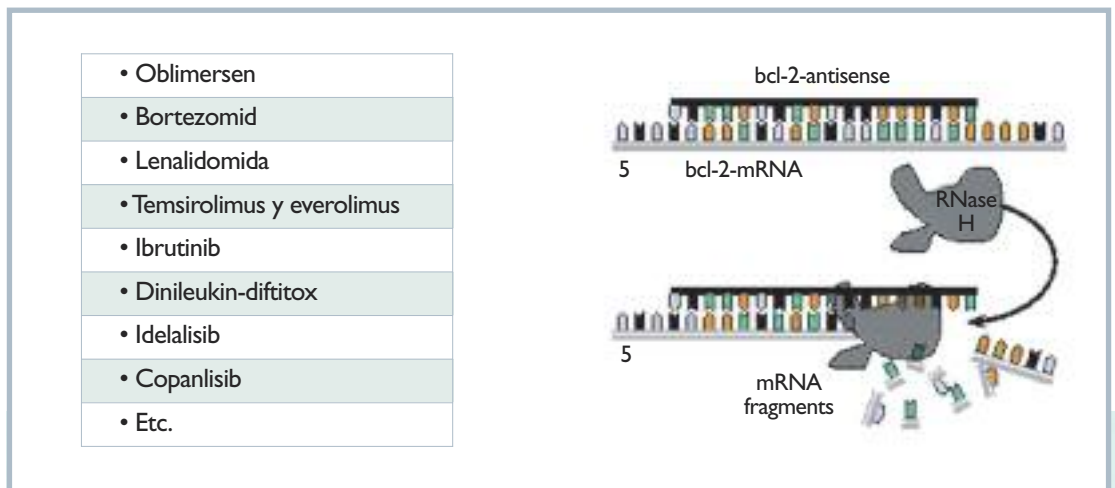 • Oblimersen
• Bortezomid
• Lenalidomida
• Temsirolimus y everolimus
• Ibrutinib
• Dinileukin-diftitox
• Idelalisib
• Copanlisib
• Etc.
bcl-2-antisense
5 bcl-2-mRNA
RNase
H
5
mRNA
fragments